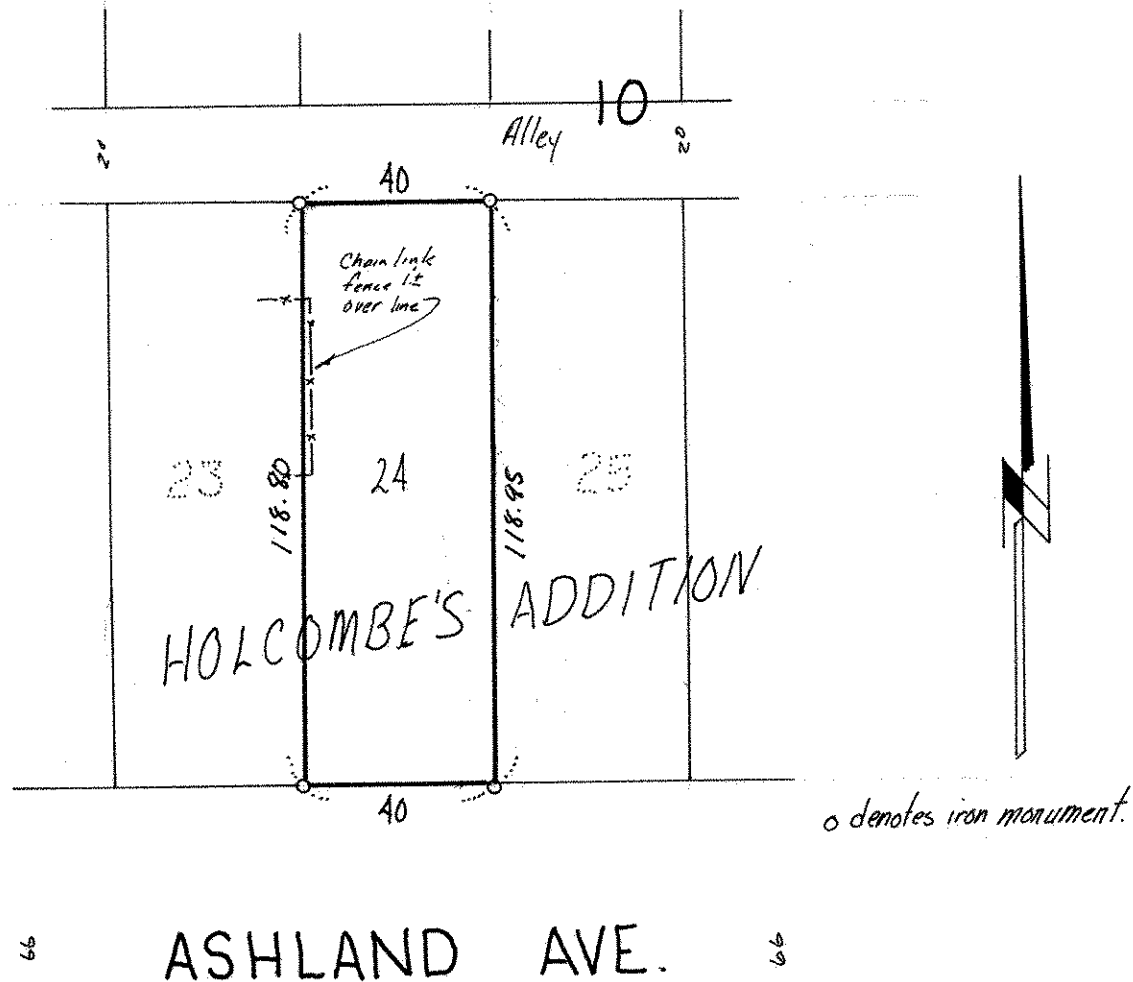 10
Alley
20
20
40
Chain link
fence 1±
over line
23
118.80
24
118.95
25
HOLCOMBE'S ADDITION
40
o denotes iron monument.
66
ASHLAND AVE.
66